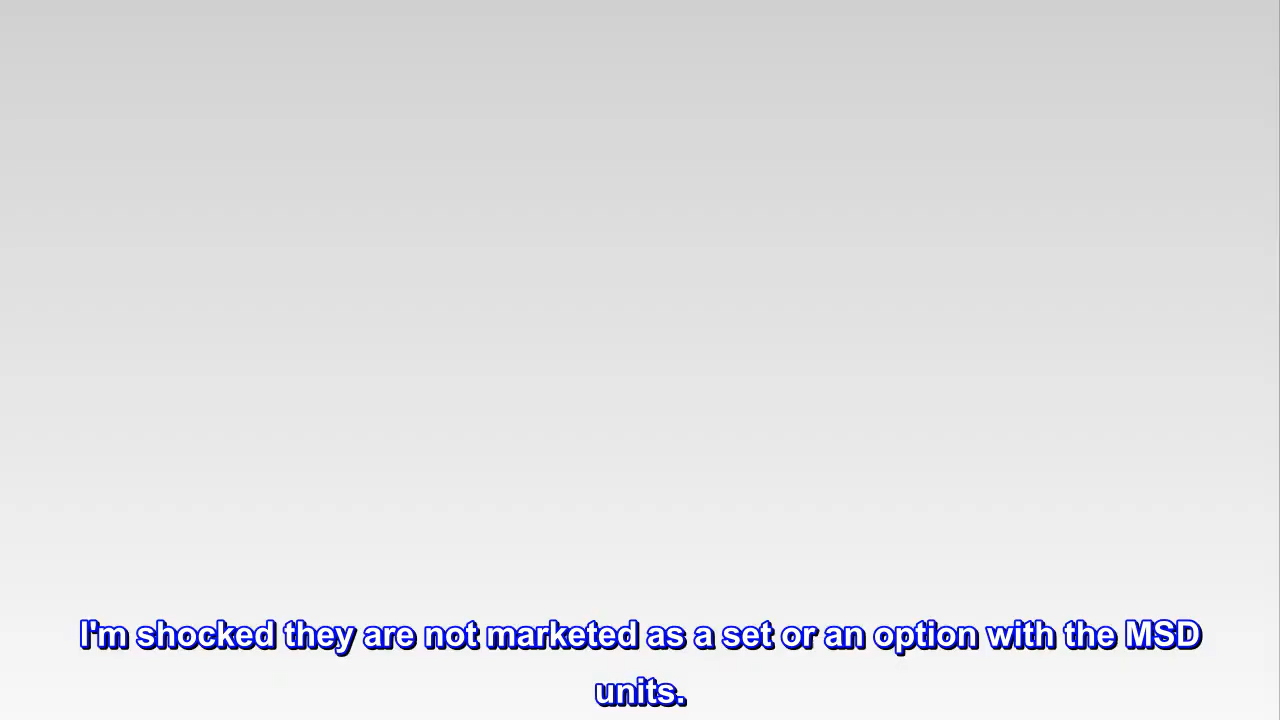 I'm shocked they are not marketed as a set or an option with the MSD
units.